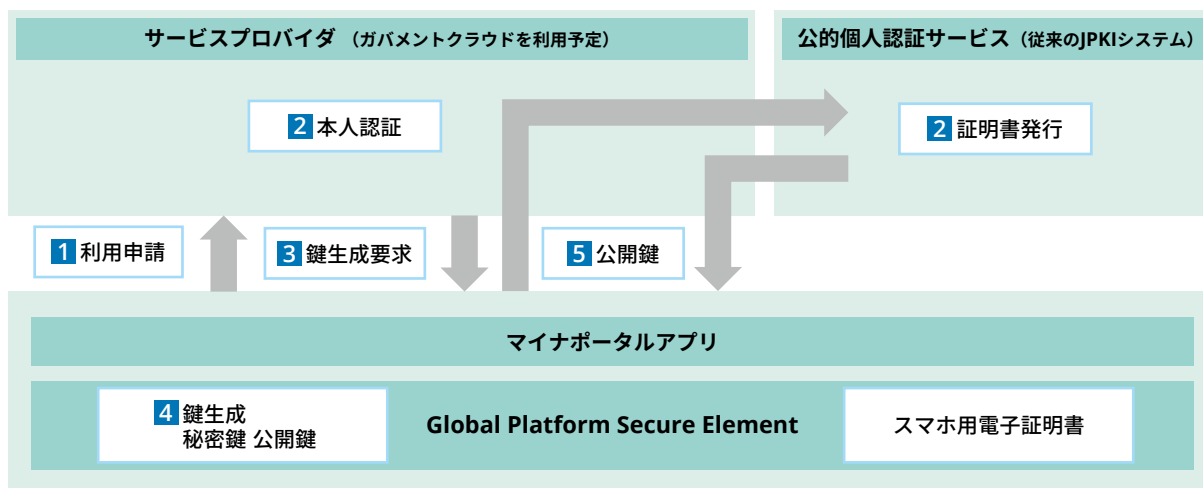 サービスプロバイダ （ガバメントクラウドを利用予定）
公的個人認証サービス（従来のJPKIシステム）
2 本人認証
2 証明書発行
1 利用申請
3 鍵生成要求
5 公開鍵
マイナポータルアプリ
4 鍵生成
秘密鍵 公開鍵
Global Platform Secure Element
スマホ用電子証明書